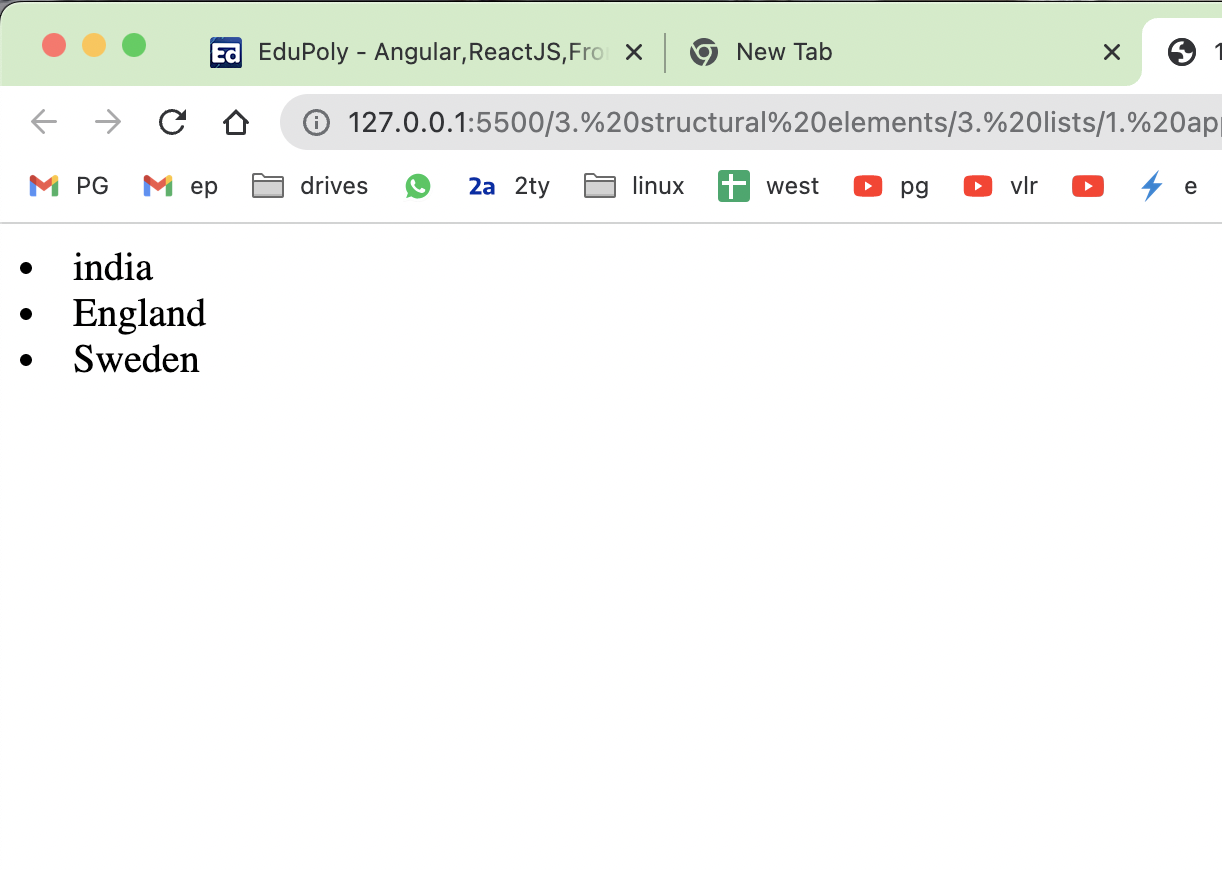 Ed EduPoly - Angular,ReactJS,Fro New Tab 1
127.0.0.1:5500/3.%20structural%20elements/3.%20lists/1.%20app
PG ep drives 2a 2ty linux west pg vlr e
• india
• England
• Sweden